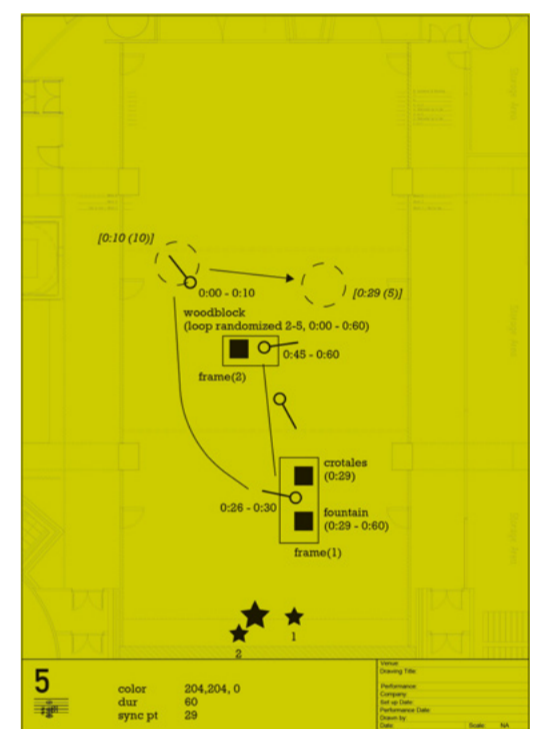 [0:10 (10)]
0:00 - 0:10
[0:29 (5)]
woodblock
(loop randomized 2-5, 0:00 - 0:60)
0:45 - 0:60
frame(2)
crotales
(0:29)
0:26 - 0:30
fountain
(0:29 - 0:60)
frame(1)
1
2
5
color 204,204, 0
dur 60
sync pt 29
Venue:
Drawing Title:
Performance:
Company:
Set up Date:
Performance Date:
Drawn by:
Date: Scale: NA